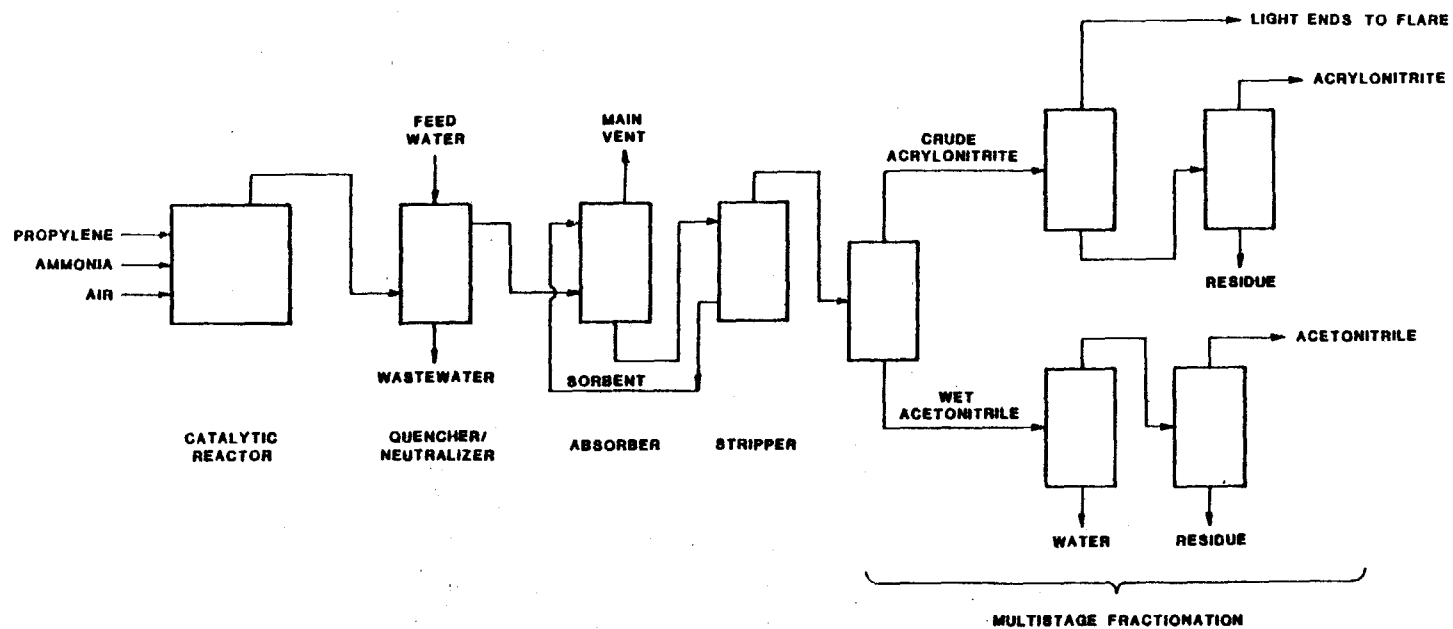 LIGHT ENDS TO FLARE
ACRYLONITRITE
FEED
WATER
MAIN
VENT
CRUDE
ACRYLONITRITE
PROPYLENE
AMMONIA
AIR
RESIDUE
ACETONITRILE
WASTEWATER
SORBENT
WET
ACETONITRILE
CATALYTIC
REACTOR
QUENCHER/
NEUTRALIZER
ABSORBER
STRIPPER
WATER
RESIDUE
MULTISTAGE FRACTIONATION